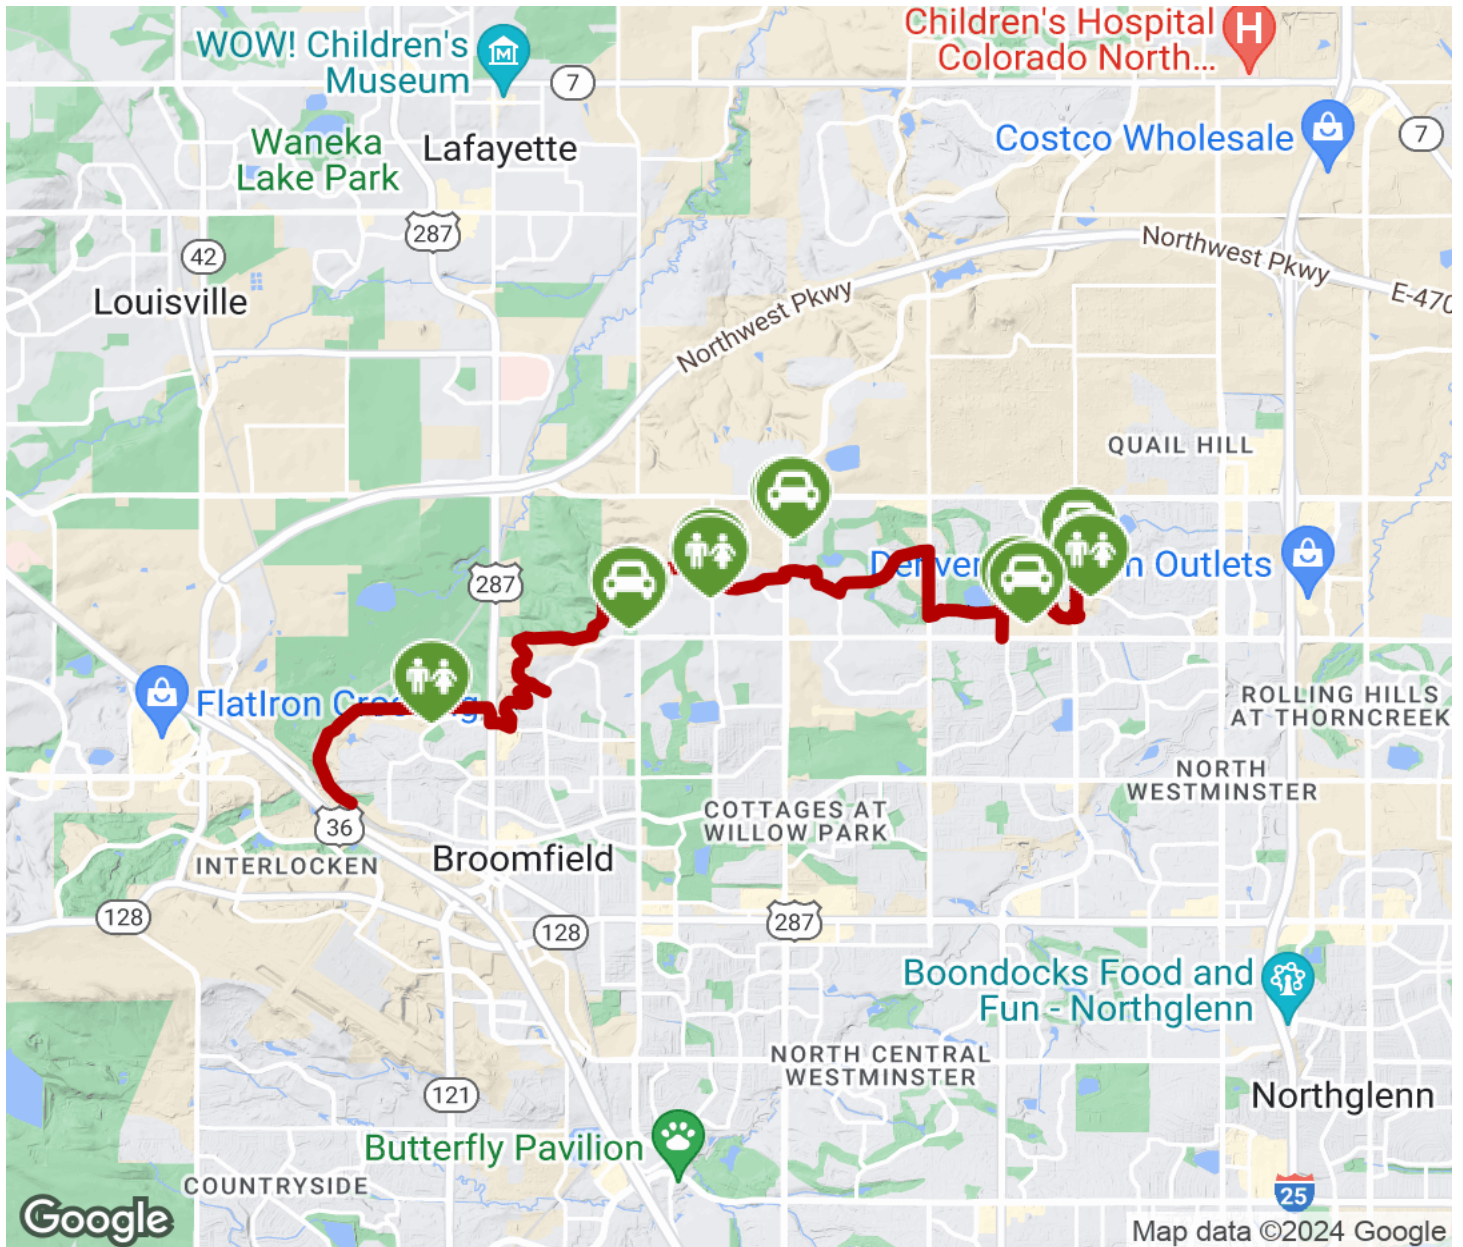 Children's Hospital
Colorado North...
WOW! Children's
Museum
7
Costco Wholesale
7
Waneka
Lake Park
Lafayette
287
42
Northwest Pkwy
E-470
Louisville
Northwest Pkwy
QUAIL HILL
287
Denver
m Outlets
FlatIron Cro
ng
ROLLING HILLS
AT THORNCREEK
NORTH
WESTMINSTER
COTTAGES AT
WILLOW PARK
36
INTERLOCKEN
Broomfield
128
128
287
Boondocks Food and
Fun - Northglenn
NORTH CENTRAL
WESTMINSTER
121
Northglenn
Butterfly Pavilion
COUNTRYSIDE
25
Google
Map data ©2024 Google